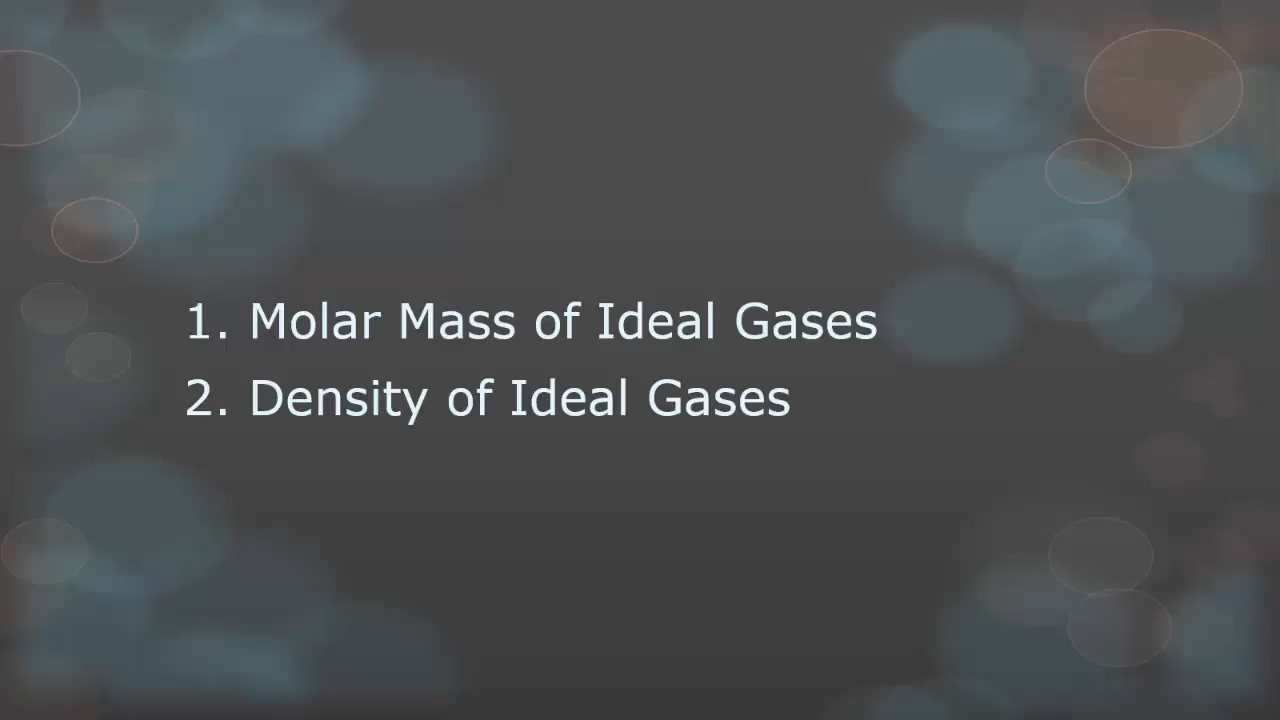 1. Molar Mass of Ideal Gases
2. Density of Ideal Gases